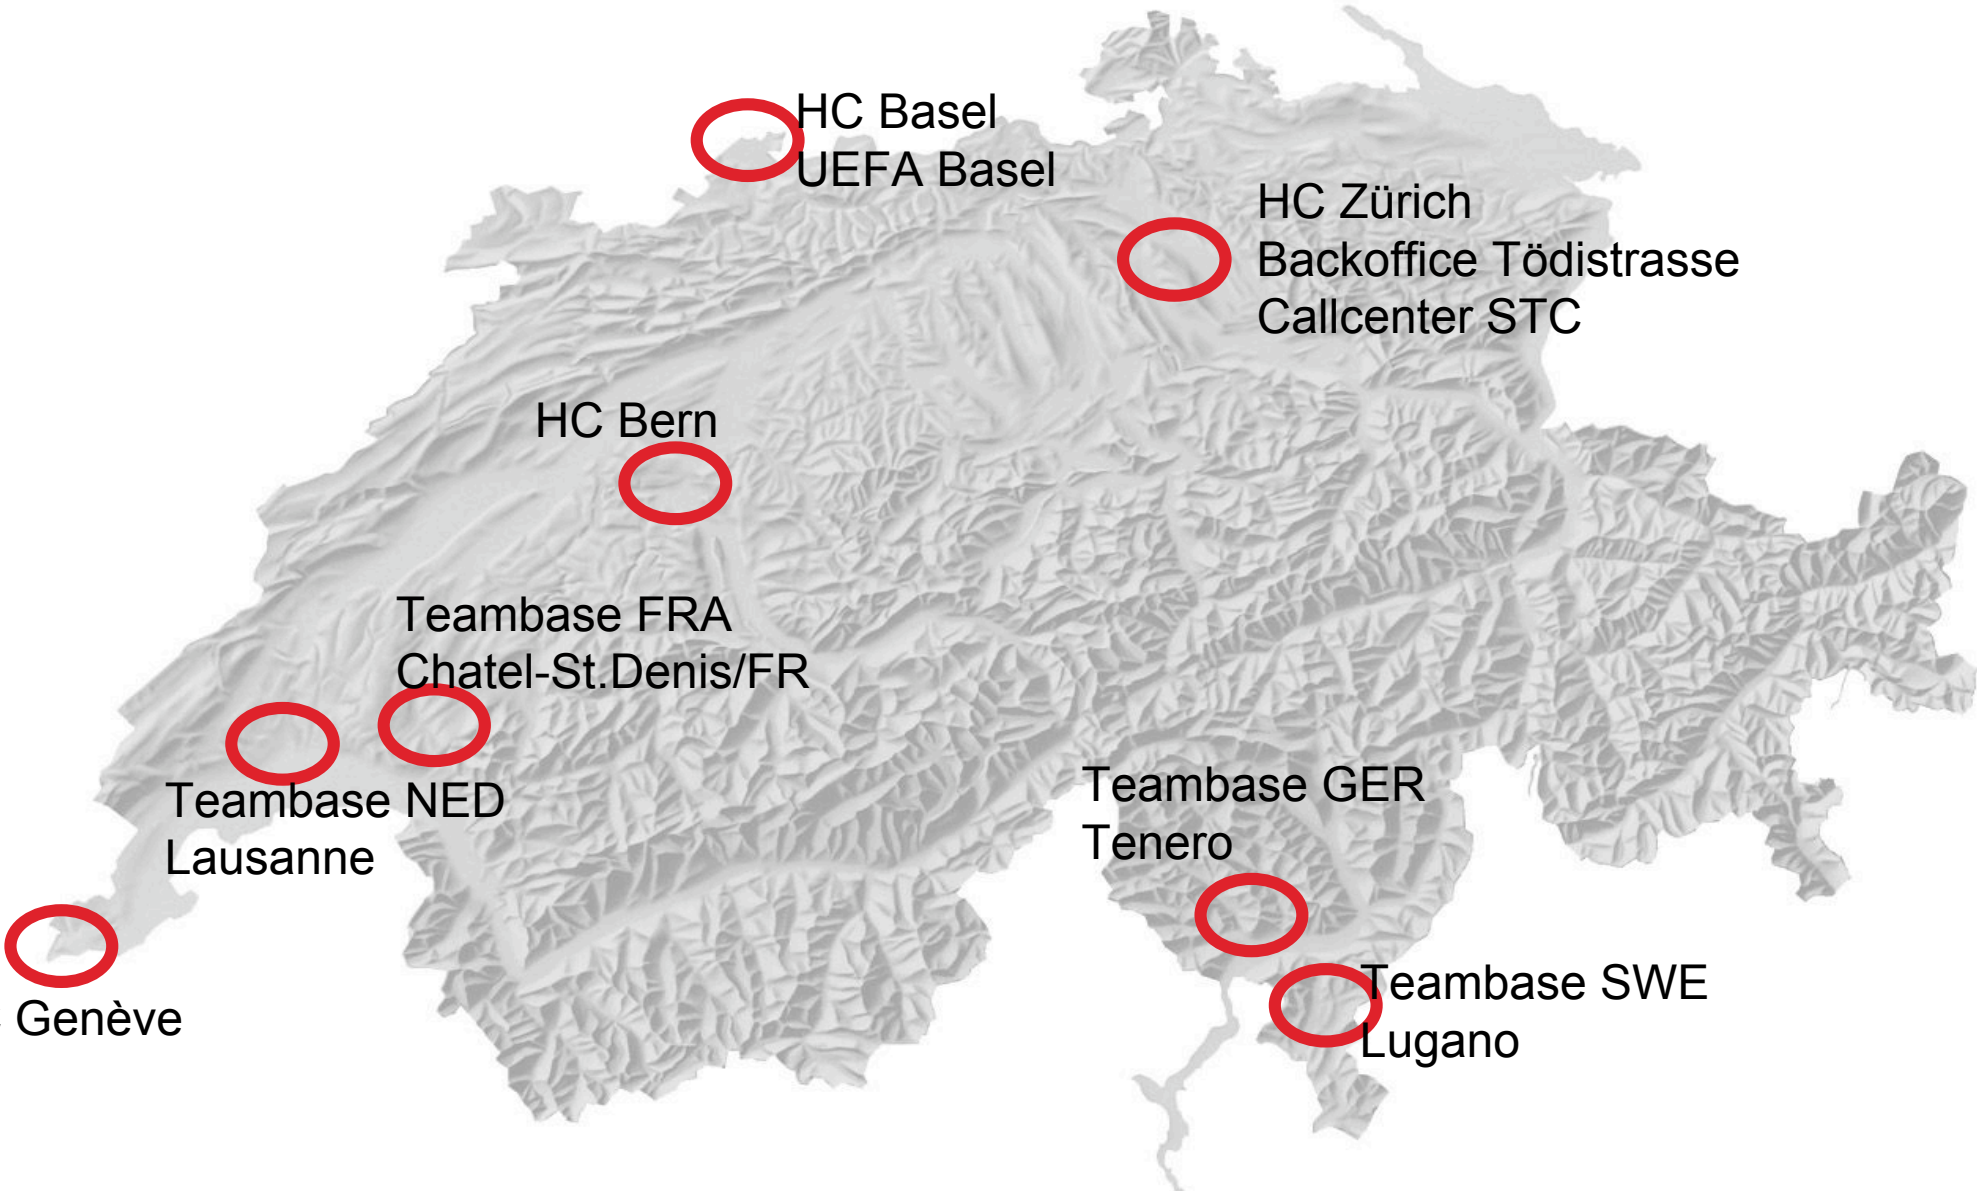 HC Basel
UEFA Basel
HC Zürich
Backoffice Tödistrasse
Callcenter STC
HC Bern
Teambase FRA
Chatel-St.Denis/FR
Teambase NED
Lausanne
Teambase GER
Tenero
Genève
Teambase SWE
Lugano